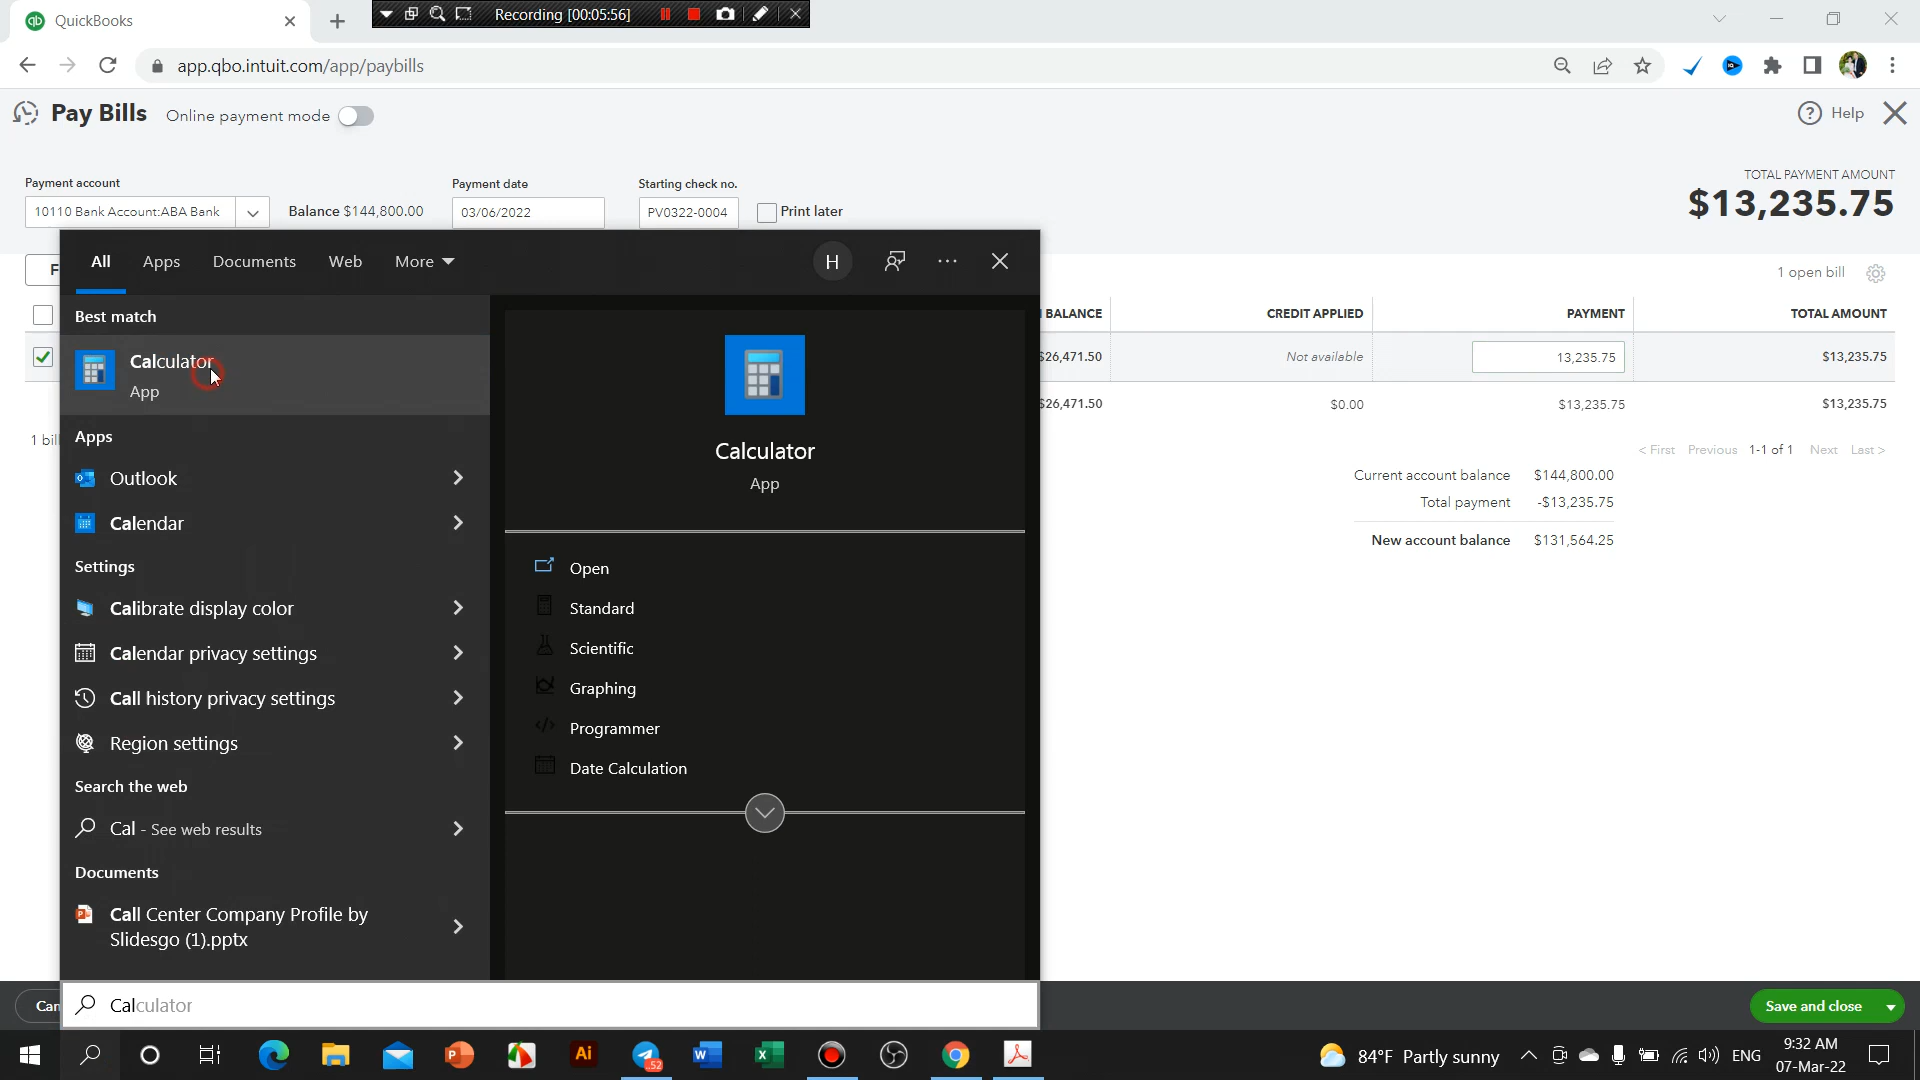 QuickBooks
Recording [00:05:56]
app.qbo.intuit.com/app/paybills
Pay Bills
Online payment mode
Help
Payment account
10110 Bank Account:ABA Bank
Balance $144,800.00
Payment date
03/06/2022
Starting check no.
PV0322-0004
Print later
TOTAL PAYMENT AMOUNT
$13,235.75
All Apps Documents Web More
H
1 open bill
Best match
Calculator
App
Apps
Outlook
Calendar
Settings
Calibrate display color
Calendar privacy settings
Call history privacy settings
Region settings
Search the web
Cal - See web results
Documents
Call Center Company Profile by
Slidesgo (1).pptx
Calculator
App
Open
Standard
Scientific
Graphing
Programmer
Date Calculation
BALANCE CREDIT APPLIED PAYMENT TOTAL AMOUNT
$26,471.50 Not available 13,235.75 $13,235.75
$26,471.50 $0.00 $13,235.75 $13,235.75
1 bill
< First Previous 1-1 of 1 Next Last >
Current account balance $144,800.00
Total payment -$13,235.75
New account balance $131,564.25
Calculator
Save and close
52
84°F Partly sunny
ENG
9:32 AM
07-Mar-22